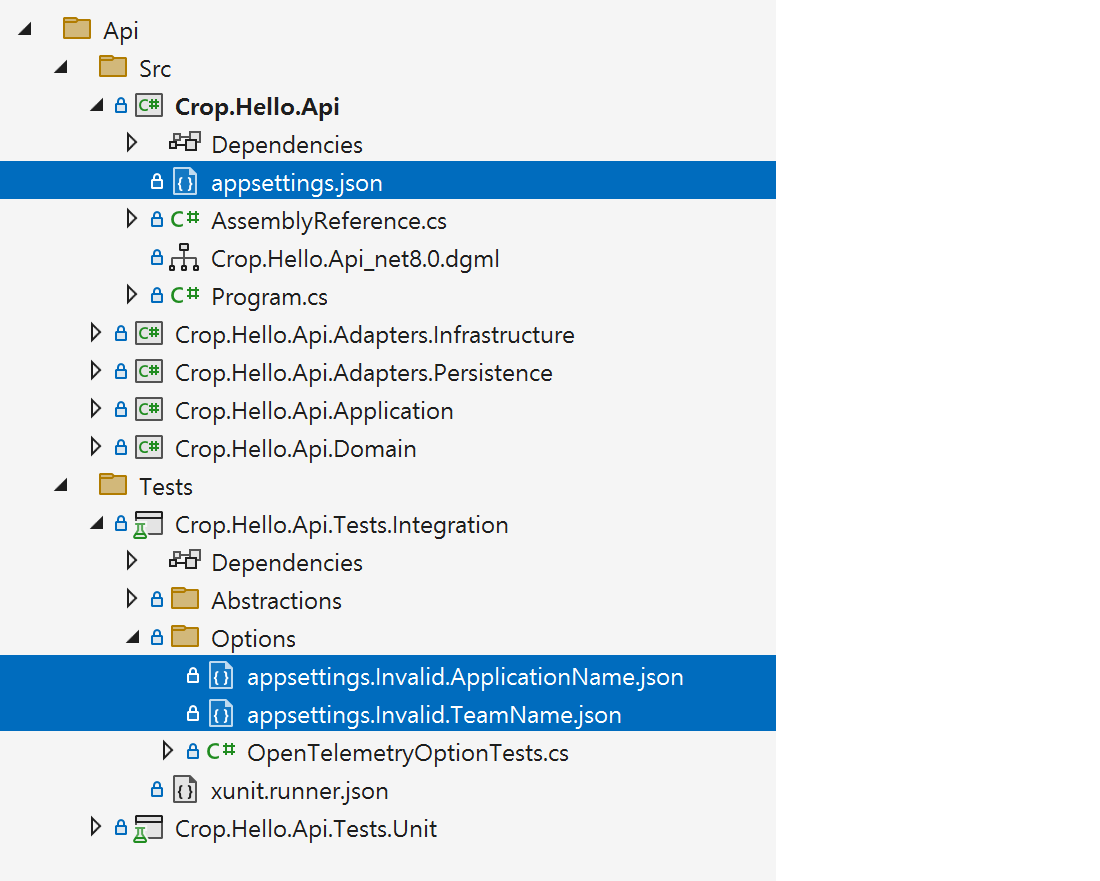 Api
Src
C# Crop.Hello.Api
Dependencies
{} appsettings.json
C# AssemblyReference.cs
Crop.Hello.Api_net8.0.dgml
C# Program.cs
C# Crop.Hello.Api.Adapters.Infrastructure
C# Crop.Hello.Api.Adapters.Persistence
C# Crop.Hello.Api.Application
C# Crop.Hello.Api.Domain
Tests
Crop.Hello.Api.Tests.Integration
Dependencies
Abstractions
Options
{} appsettings.Invalid.ApplicationName.json
{} appsettings.Invalid.TeamName.json
C# OpenTelemetryOptionTests.cs
{} xunit.runner.json
Crop.Hello.Api.Tests.Unit